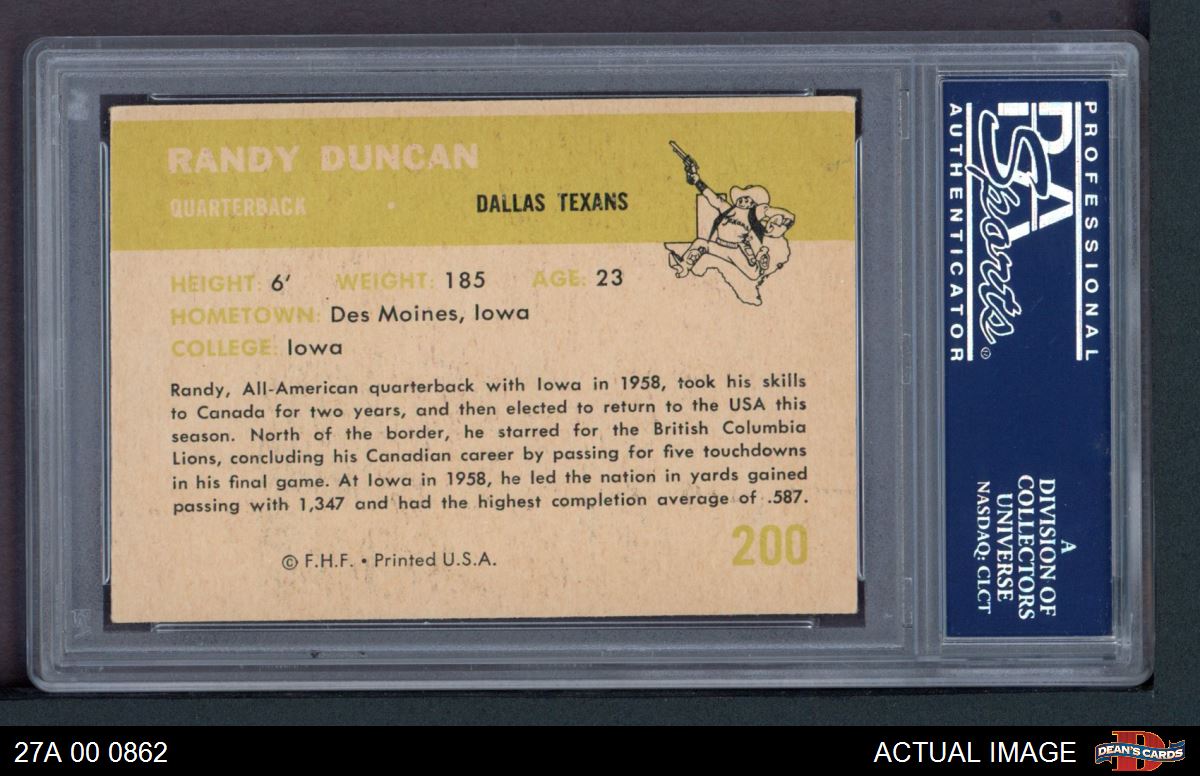 RANDY DUNCAN
QUARTERBACK • DALLAS TEXANS
HEIGHT: 6' WEIGHT: 185 AGE: 23
HOMETOWN: Des Moines, Iowa
COLLEGE: Iowa
Randy, All-American quarterback with Iowa in 1958, took his skills
to Canada for two years, and then elected to return to the USA this
season. North of the border, he starred for the British Columbia
Lions, concluding his Canadian career by passing for five touchdowns
in his final game. At Iowa in 1958, he led the nation in yards gained
passing with 1,347 and had the highest completion average of .587.
200
© F.H.F. • Printed U.S.A.
PROFESSIONAL
PSA
Sports®
AUTHENTICATOR
A
DIVISION OF
COLLECTORS
UNIVERSE
NASDAQ: CLCT
27A 00 0862
ACTUAL IMAGE
DEAN'S CARDS